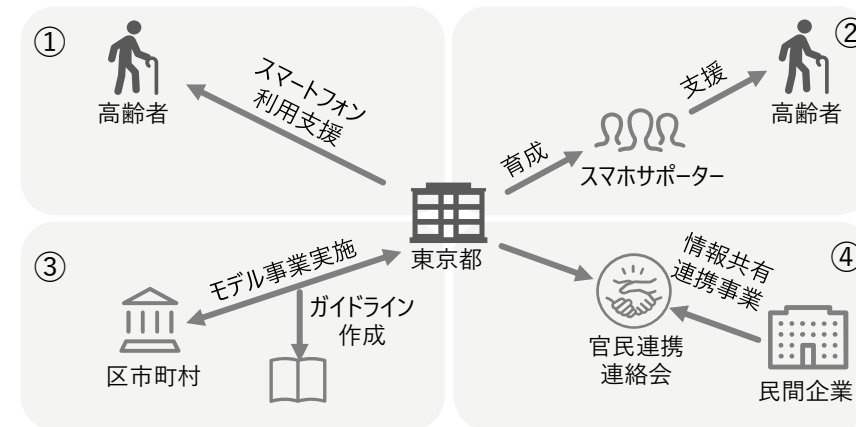 ①
高齢者
スマートフォン
利用支援
②
高齢者
支援
育成
スマホサポーター
東京都
③
モデル事業実施
ガイドライン
作成
区市町村
④
情報共有
連携事業
官民連携
連絡会
民間企業